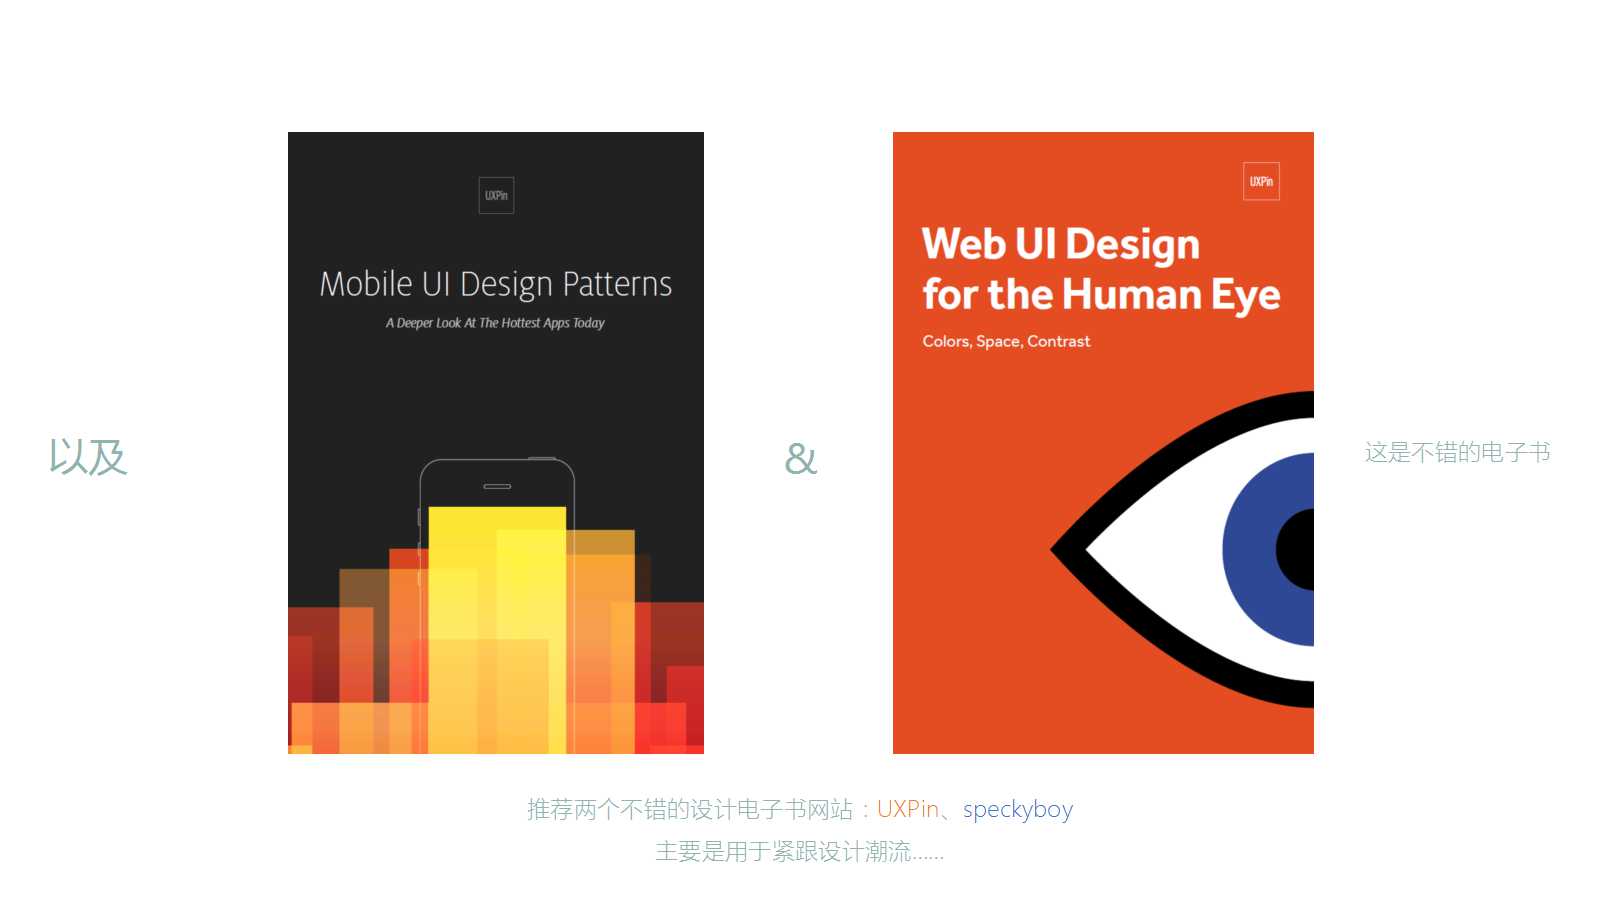 以及
UXPin
Mobile UI Design Patterns
A Deeper Look At The Hottest Apps Today
&
UXPin
Web UI Design
for the Human Eye
Colors, Space, Contrast
这是不错的电子书
推荐两个不错的设计电子书网站：UXPin、speckyboy
主要是用于紧跟设计潮流……